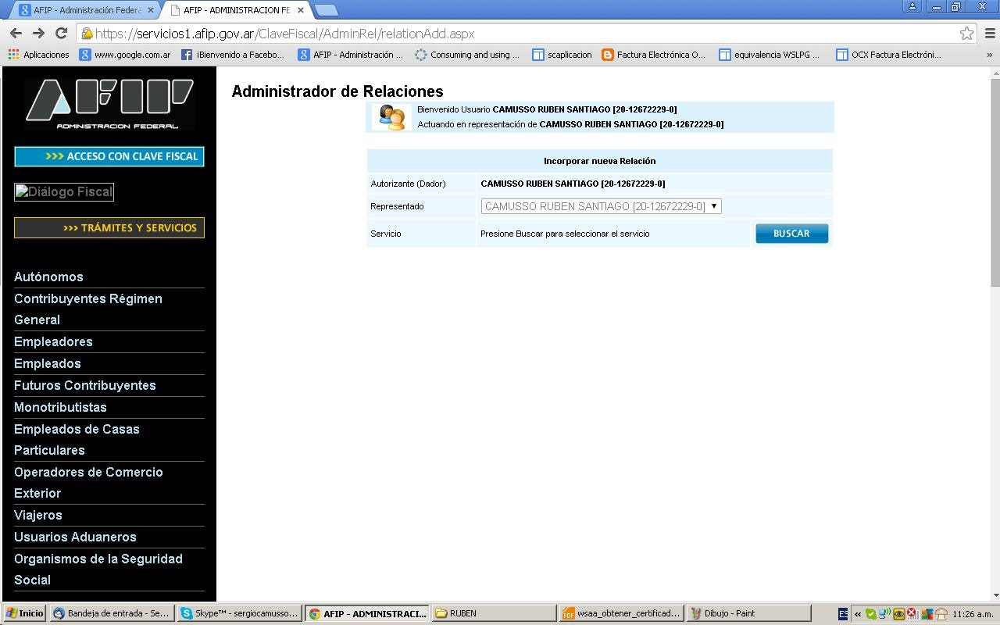 AFIP - Administración Federa
AFIP - ADMINISTRACION FE
https://servicios1.afip.gov.ar/ClaveFiscal/AdminRel/relationAdd.aspx
Aplicaciones
www.google.com.ar
iBienvenido a Facebo...
AFIP - Administración ...
Consuming and using ...
scaplicacion
Factura Electrónica O...
equivalencia WSLPG ...
OCX Factura Electróni...
»
AFIP
ADMINISTRACION FEDERAL
>>> ACCESO CON CLAVE FISCAL
Diálogo Fiscal
>>> TRÁMITES Y SERVICIOS
Autónomos
Contribuyentes Régimen
General
Empleadores
Empleados
Futuros Contribuyentes
Monotributistas
Empleados de Casas
Particulares
Operadores de Comercio
Exterior
Viajeros
Usuarios Aduaneros
Organismos de la Seguridad
Social
Administrador de Relaciones
Bienvenido Usuario CAMUSSO RUBEN SANTIAGO [20-12672229-0]
Actuando en representación de CAMUSSO RUBEN SANTIAGO [20-12672229-0]
Incorporar nueva Relación
Autorizante (Dador) CAMUSSO RUBEN SANTIAGO [20-12672229-0]
Representado CAMUSSO RUBEN SANTIAGO [20-12672229-0]
Servicio Presione Buscar para seleccionar el servicio BUSCAR
Inicio
Bandeja de entrada - Se...
Skype™ - sergiocamusso...
AFIP - ADMINISTRACI...
RUBEN
PDF
wsaa_obtener_certificad...
Dibujo - Paint
ES
«
11:26 a.m.